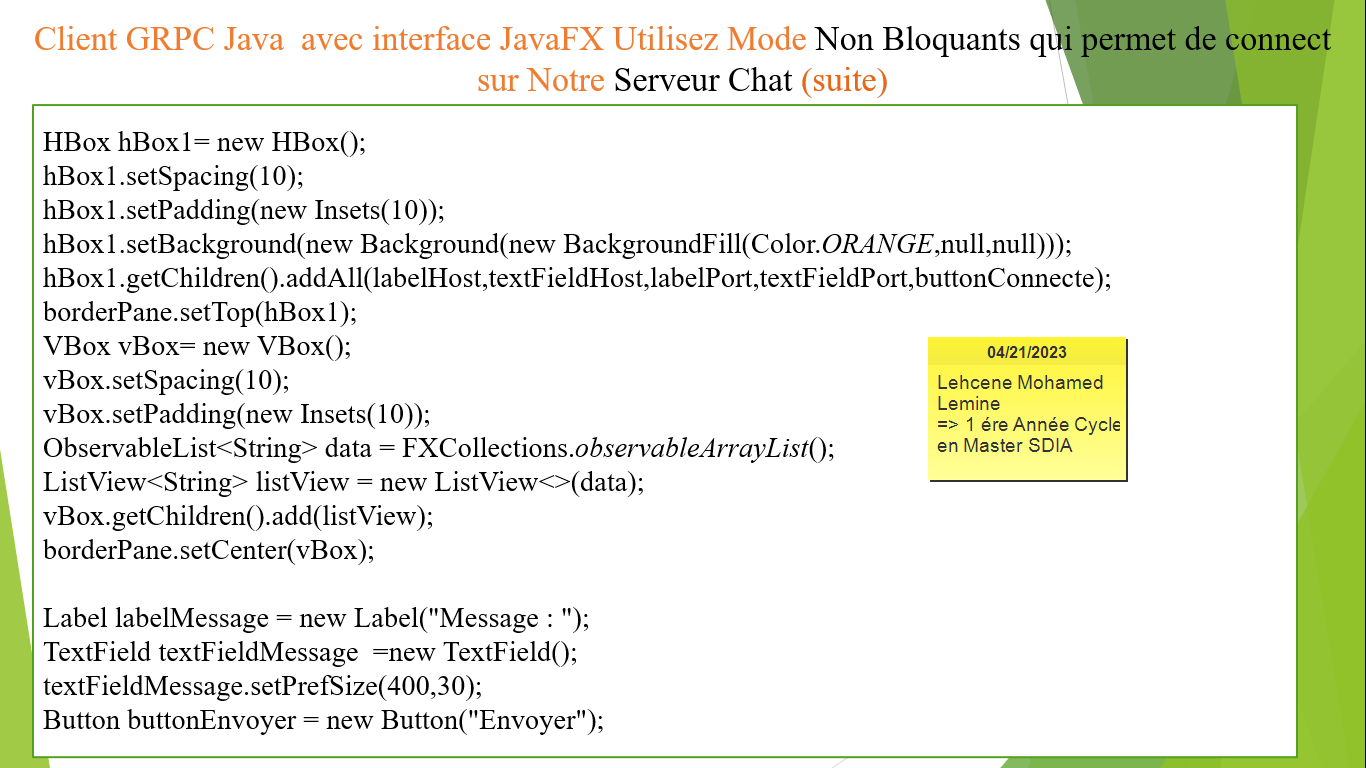 Client GRPC Java  avec interface JavaFX Utilisez Mode Non Bloquants qui permet de connect
sur Notre Serveur Chat (suite)
HBox hBox1= new HBox();
hBox1.setSpacing(10);
hBox1.setPadding(new Insets(10));
hBox1.setBackground(new Background(new BackgroundFill(Color.ORANGE,null,null)));
hBox1.getChildren().addAll(labelHost,textFieldHost,labelPort,textFieldPort,buttonConnecte);
borderPane.setTop(hBox1);
VBox vBox= new VBox();
vBox.setSpacing(10);
vBox.setPadding(new Insets(10));
ObservableList<String> data = FXCollections.observableArrayList();
ListView<String> listView = new ListView<>(data);
vBox.getChildren().add(listView);
borderPane.setCenter(vBox);
Label labelMessage = new Label("Message : ");
TextField textFieldMessage  =new TextField();
textFieldMessage.setPrefSize(400,30);
Button buttonEnvoyer = new Button("Envoyer");
04/21/2023
Lehcene Mohamed
Lemine
=> 1 ére Année Cycle
en Master SDIA